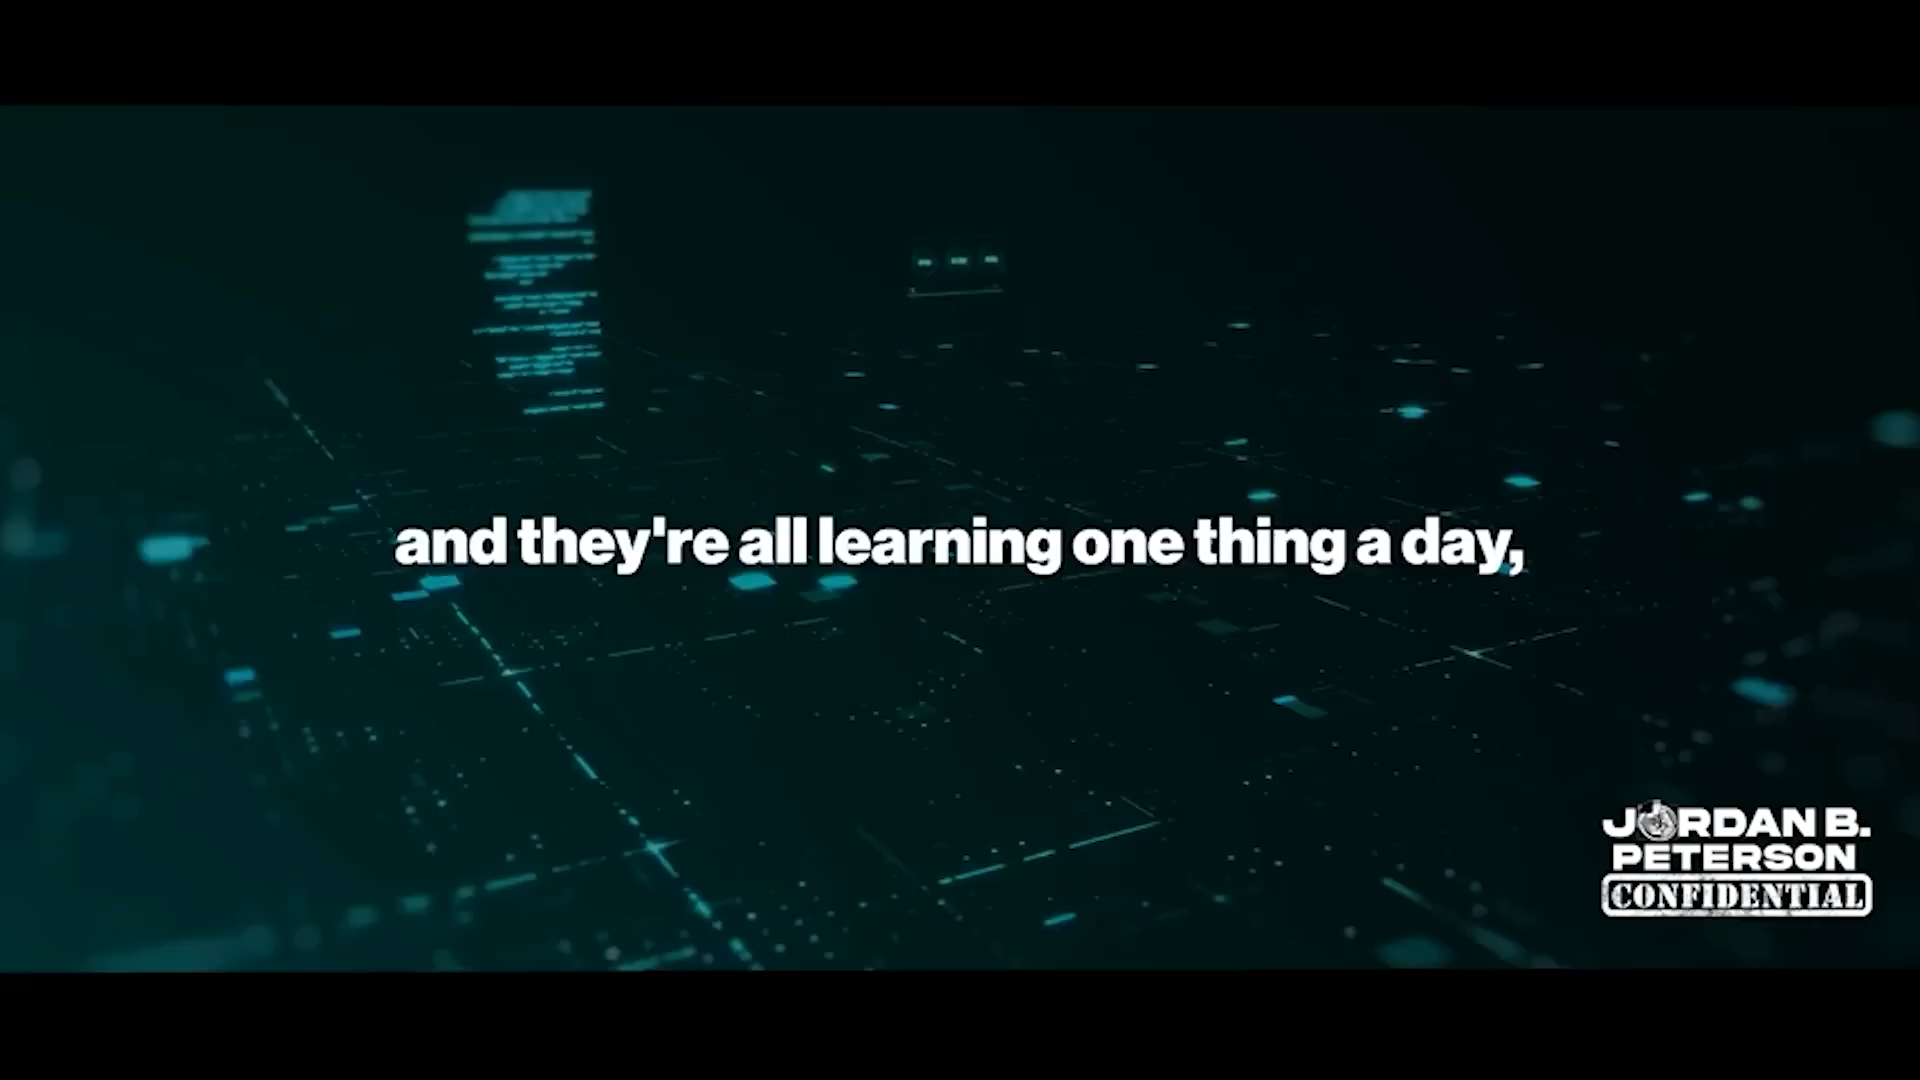 and they're all learning one thing a day,
JORDAN B.
PETERSON
CONFIDENTIAL